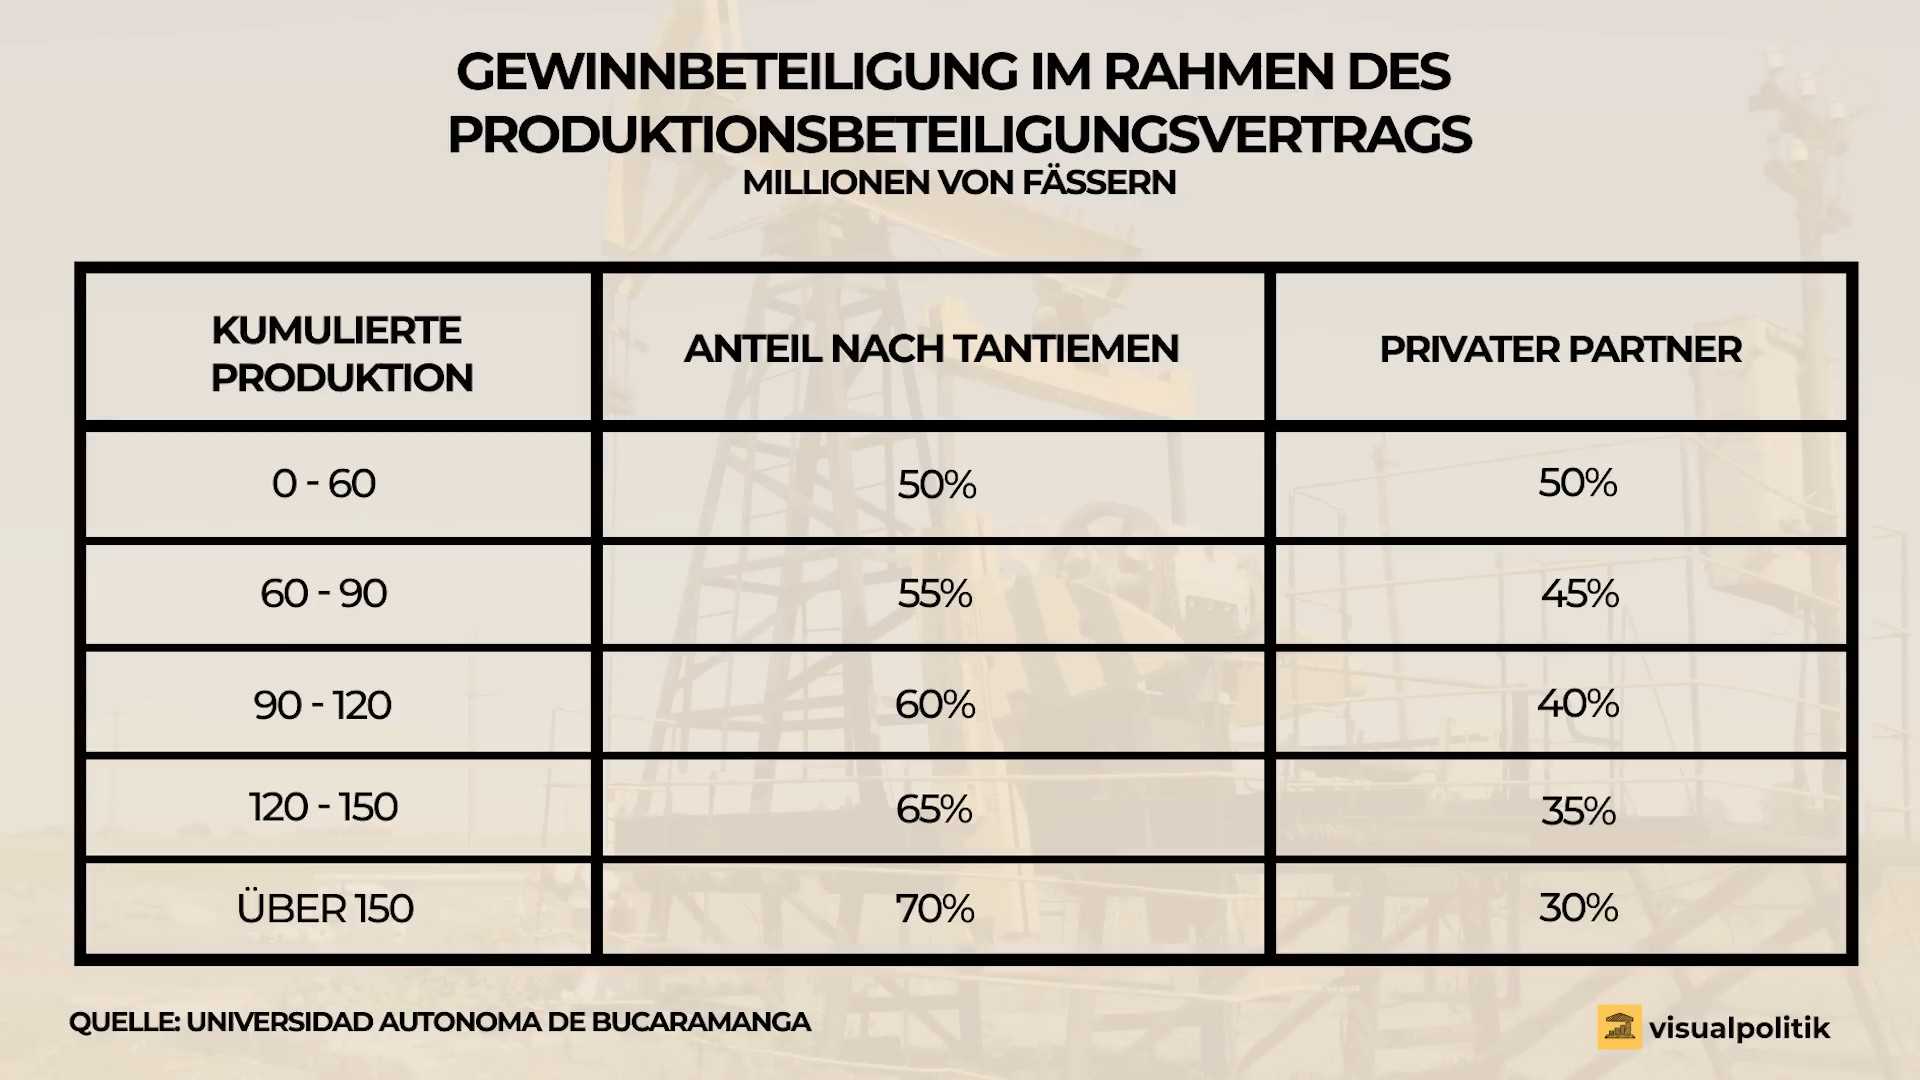 GEWINNBETEILIGUNG IM RAHMEN DES
PRODUKTIONSBETEILIGUNGSVERTRAGS
MILLIONEN VON FÄSSERN
KUMULIERTE
PRODUKTION
ANTEIL NACH TANTIEMEN
PRIVATER PARTNER
0 - 60
50%
50%
60 - 90
55%
45%
90 - 120
60%
40%
120 - 150
65%
35%
ÜBER 150
70%
30%
QUELLE: UNIVERSIDAD AUTONOMA DE BUCARAMANGA
visualpolitik